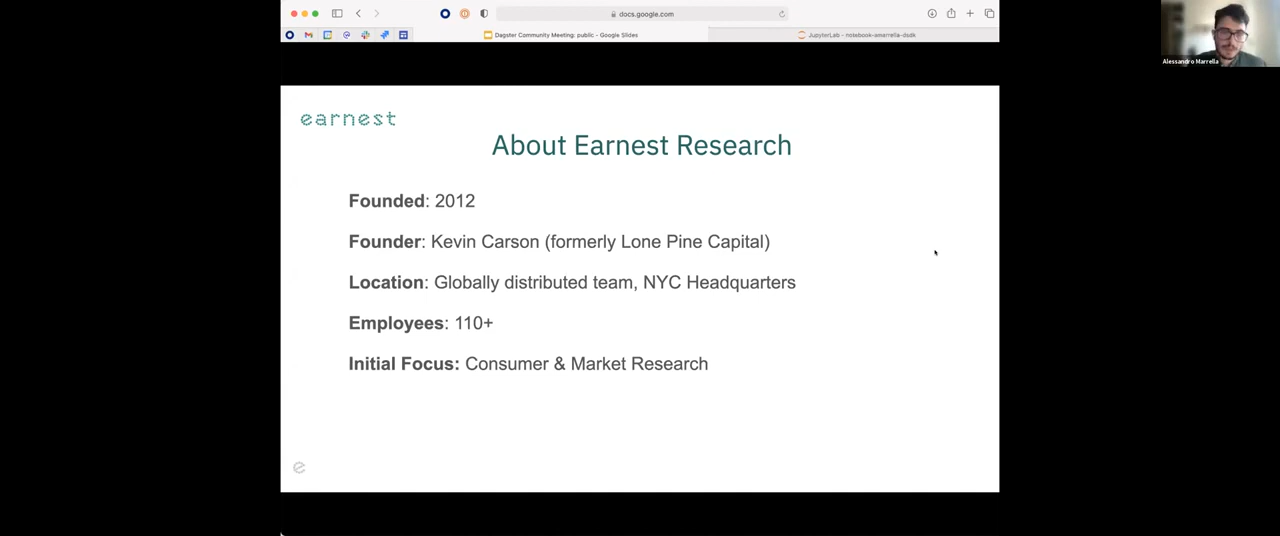 docs.google.com
Dagster Community Meeting: public - Google Slides
JupyterLab - notebook-amarrella-dsdk
Alessandro Marrella
earnest
About Earnest Research
Founded: 2012
Founder: Kevin Carson (formerly Lone Pine Capital)
Location: Globally distributed team, NYC Headquarters
Employees: 110+
Initial Focus: Consumer & Market Research
e